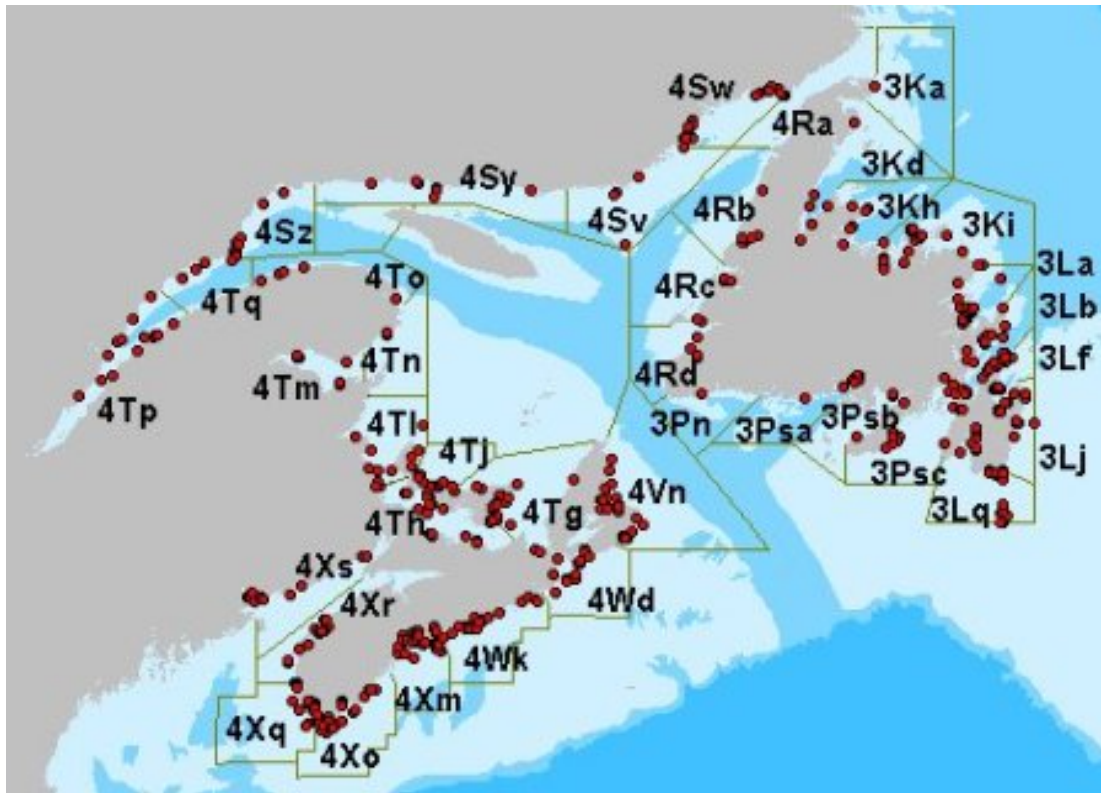 4Sw
3Ka
4Ra
3Kd
4Sy
4Rb
3Kh
4Sv
4Sz
3Ki
3La
4To
4Rc
4Tq
3Lb
4Tn
3Lf
4Rd
4Tm
4Tp
3Pn
3Psa
3Psb
4Tl
4Tj
3Lj
3Psc
4Vn
3Lq
4Tg
4Th
4Xs
4Xr
4Wd
4Wk
4Xm
4Xq
4Xo